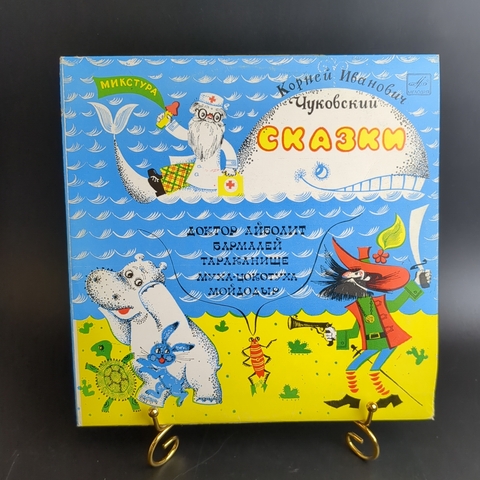 МИКСТУРА
Корней Иванович
Чуковский
СКАЗКИ
ДОКТОР АЙБОЛИТ
БАРМАЛЕЙ
ТАРАКАНИЩЕ
МУХА-ЦОКОТУХА
МОЙДОДЫР